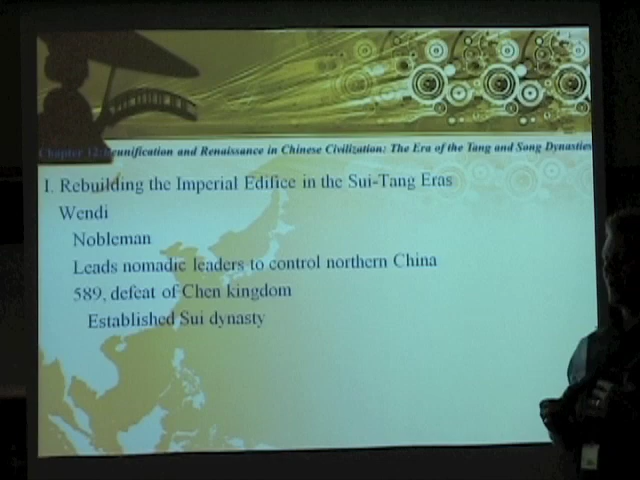 Chapter 12: Reunification and Renaissance in Chinese Civilization: The Era of the Tang and Song Dynasties
I. Rebuilding the Imperial Edifice in the Sui-Tang Eras
Wendi
Nobleman
Leads nomadic leaders to control northern China
589, defeat of Chen kingdom
Established Sui dynasty